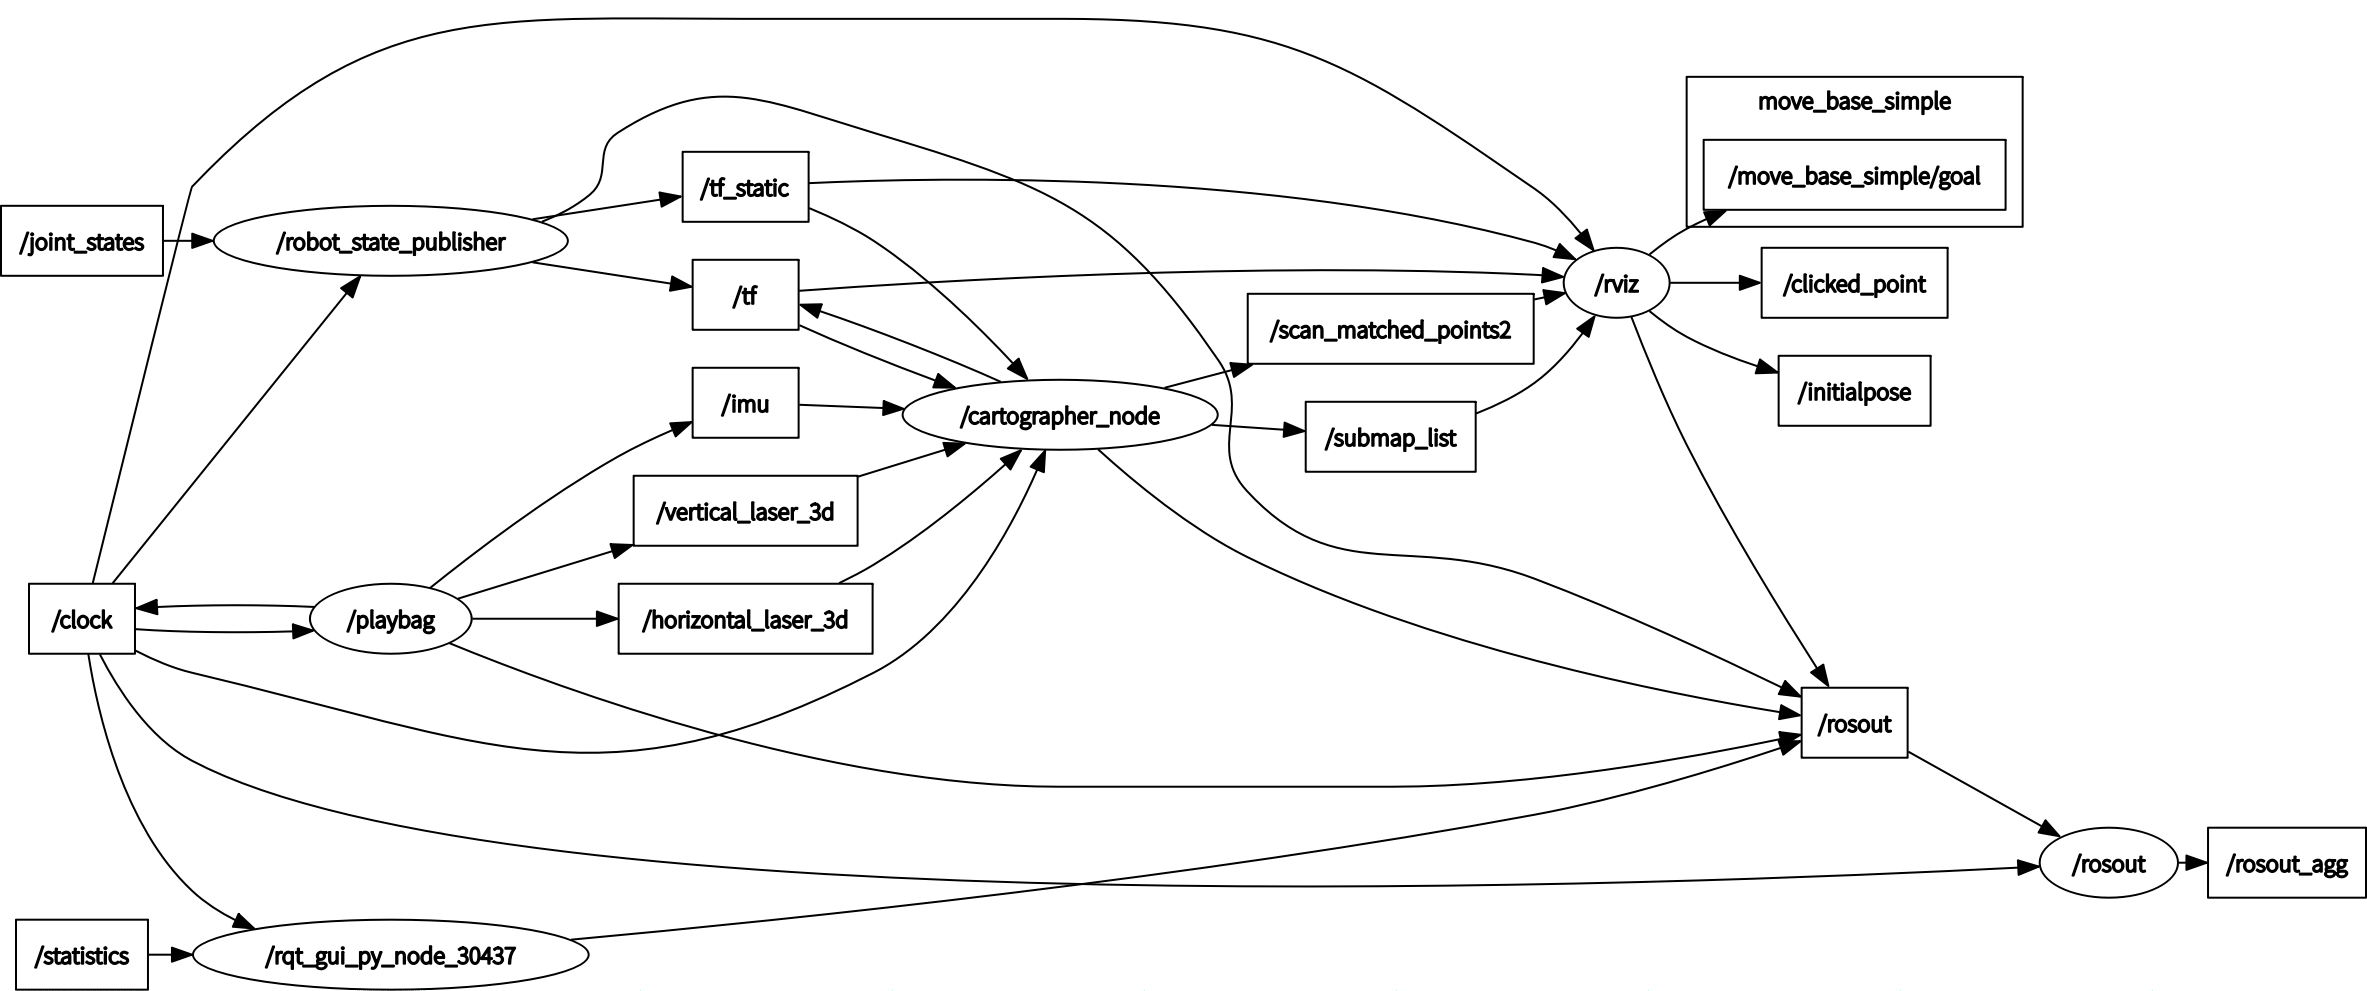 move_base_simple
/move_base_simple/goal
/tf_static
/joint_states
/robot_state_publisher
/rviz
/clicked_point
/tf
/scan_matched_points2
/initialpose
/imu
/cartographer_node
/submap_list
/vertical_laser_3d
/clock
/playbag
/horizontal_laser_3d
/rosout
/rosout
/rosout_agg
/statistics
/rqt_gui_py_node_30437